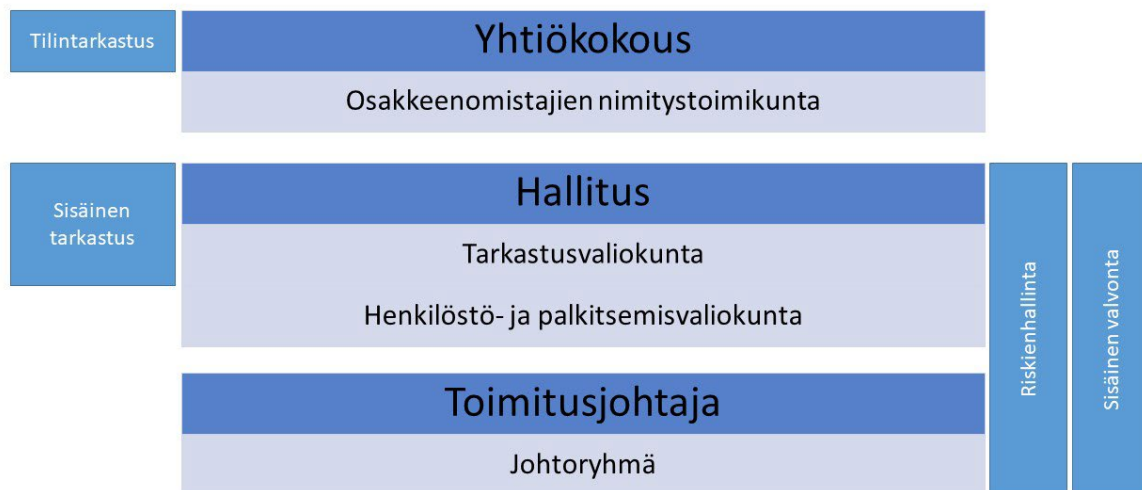 Tilintarkastus
Yhtiökokous
Osakkeenomistajien nimitystoimikunta
Sisäinen
tarkastus
Hallitus
Tarkastusvaliokunta
Henkilöstö- ja palkitsemisvaliokunta
Toimitusjohtaja
Johtoryhmä
Riskienhallinta
Sisäinen valvonta